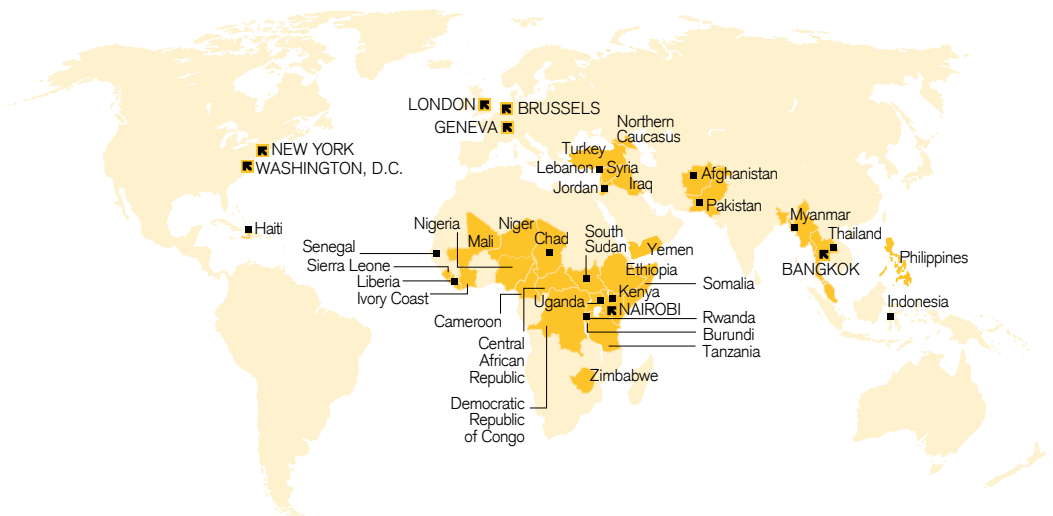 LONDON
BRUSSELS
GENEVA
NEW YORK
WASHINGTON, D.C.
Northern
Caucasus
Turkey
Lebanon
Syria
Iraq
Jordan
Afghanistan
Pakistan
Haiti
Nigeria
Niger
Mali
Chad
South
Sudan
Yemen
Myanmar
Thailand
BANGKOK
Philippines
Senegal
Sierra Leone
Liberia
Ivory Coast
Ethiopia
Somalia
Cameroon
Uganda
Kenya
NAIROBI
Indonesia
Rwanda
Burundi
Tanzania
Central
African
Republic
Zimbabwe
Democratic
Republic
of Congo